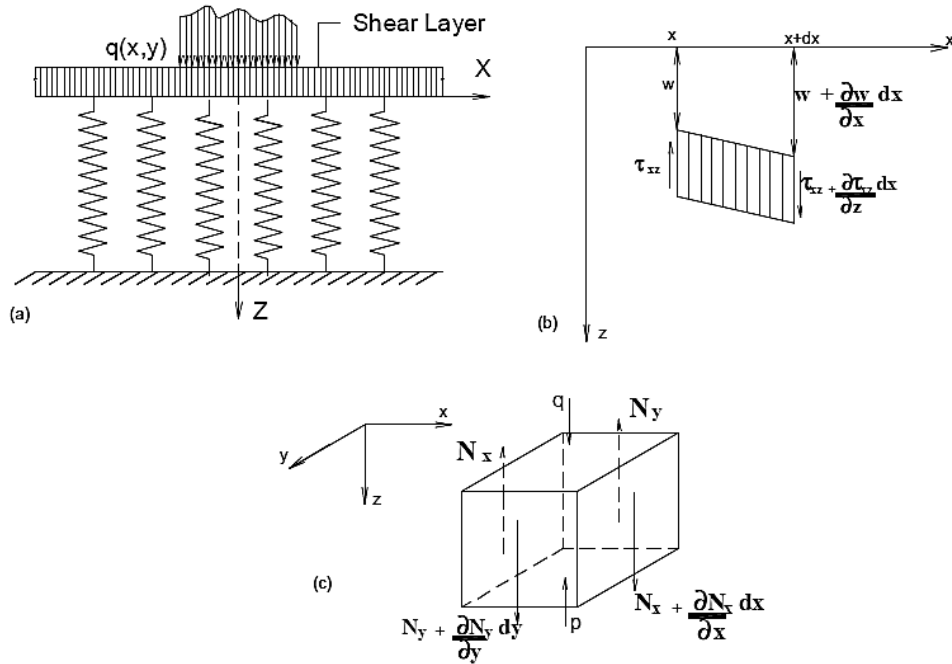 Shear Layer
q(x,y)
X
Z
(a)
x
x+dx
x
w
w + ∂w/∂x dx
τxz
τxz + ∂τxz/∂z dx
z
(b)
x
y
z
q
Ny
Nx
p
Nx + ∂Nx/∂x dx
Ny + ∂Ny/∂y dy
(c)